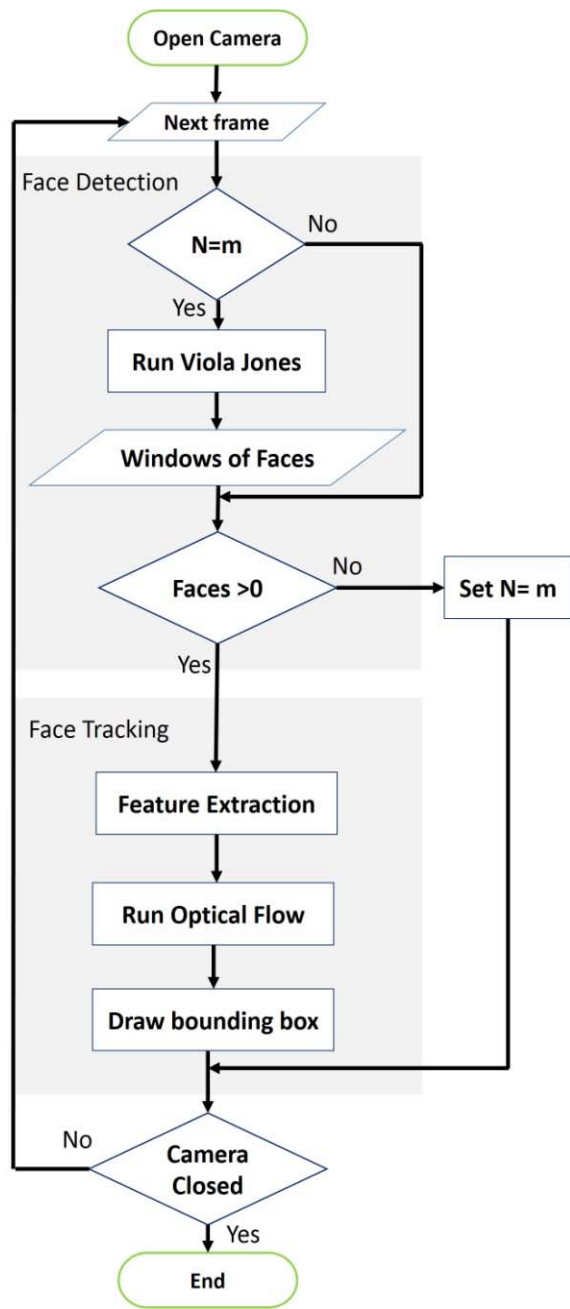 Open Camera
Next frame
Face Detection
N=m
No
Yes
Run Viola Jones
Windows of Faces
Faces >0
No
Set N= m
Yes
Face Tracking
Feature Extraction
Run Optical Flow
Draw bounding box
No
Camera
Closed
Yes
End